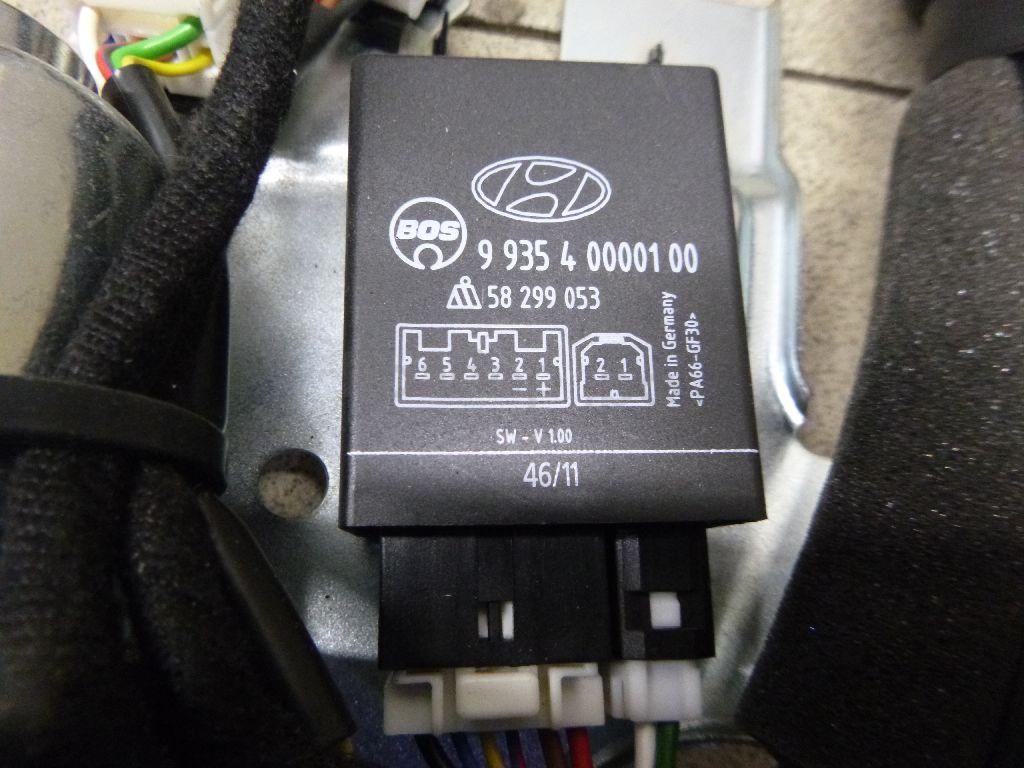 BOS
9 935 4 00001 00
58 299 053
6 5 4 3 2 1
- +
2 1
Made in Germany
<PA66-GF30>
SW - V 1.00
46/11